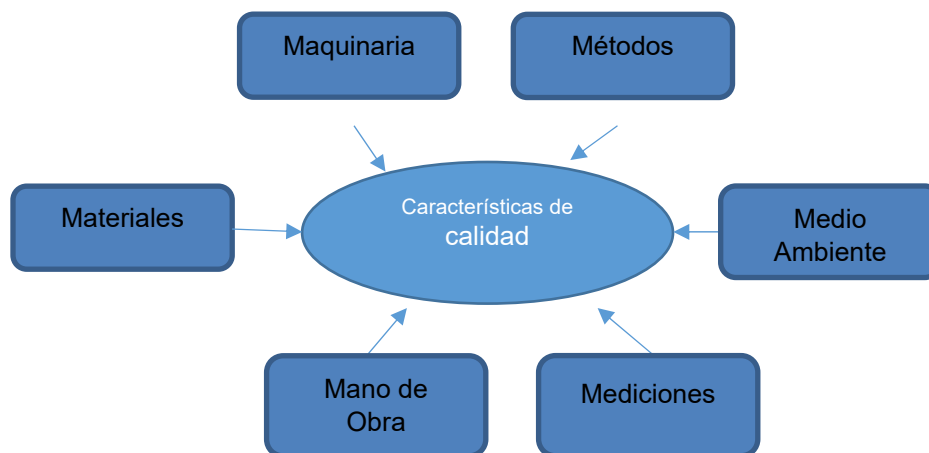 Maquinaria
Métodos
Materiales
Características de
calidad
Medio
Ambiente
Mano de
Obra
Mediciones